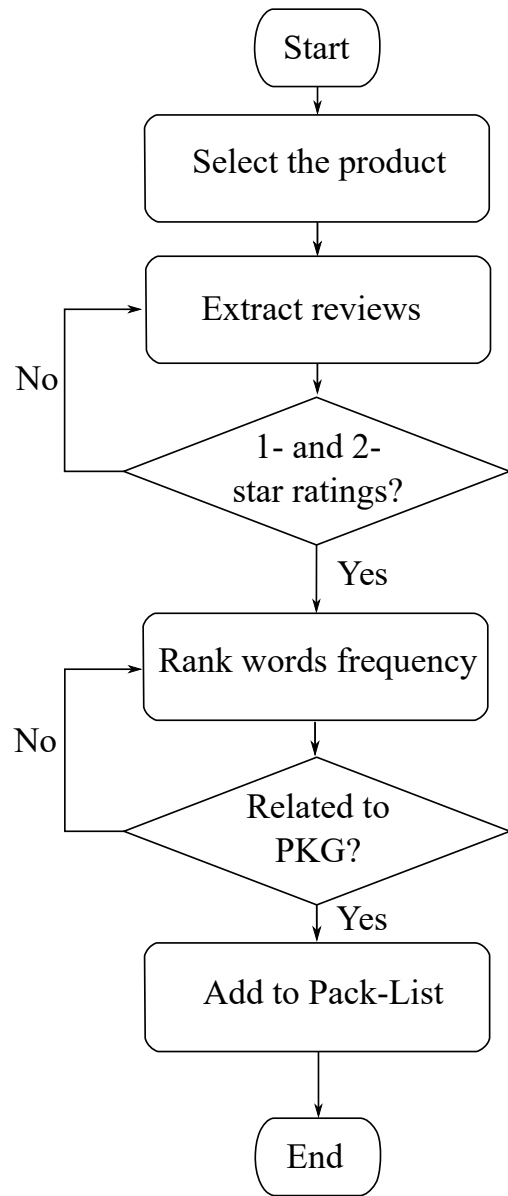 Start
Select the product
Extract reviews
No
1- and 2-
star ratings?
Yes
Rank words frequency
No
Related to
PKG?
Yes
Add to Pack-List
End